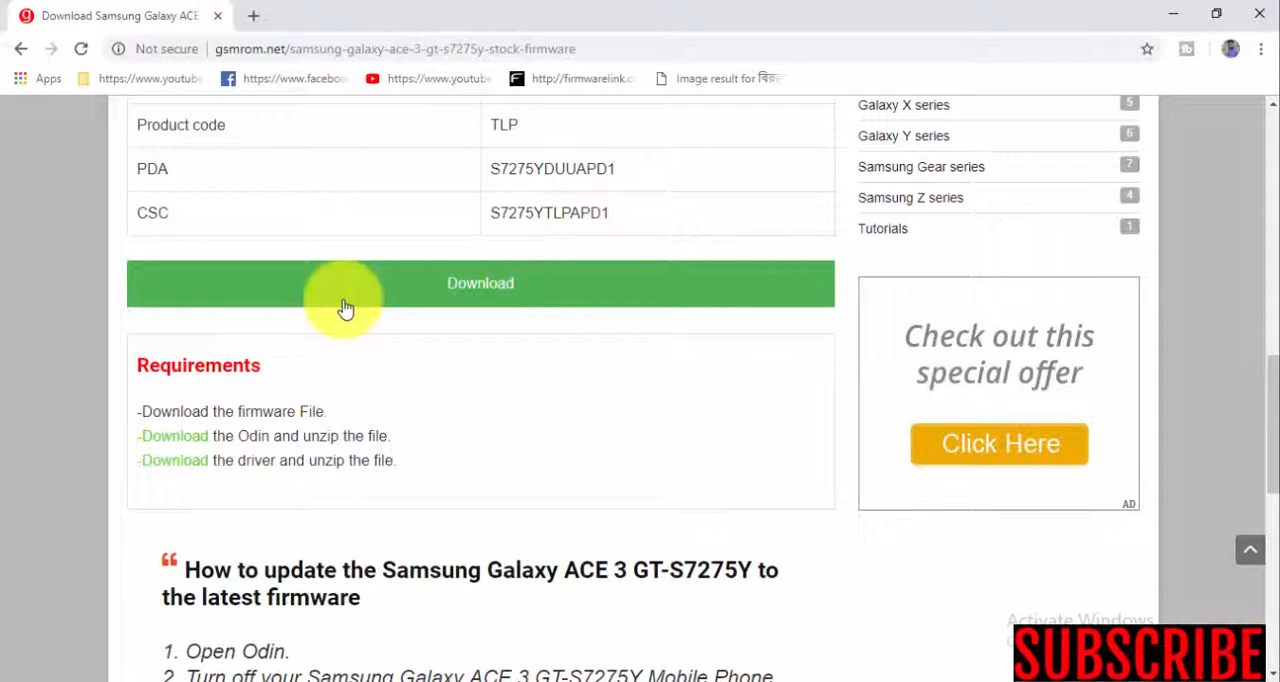 Download Samsung Galaxy ACE
Not secure
gsmrom.net/samsung-galaxy-ace-3-gt-s7275y-stock-firmware
Apps
https://www.youtube
https://www.facebo
https://www.youtube
http://firmwarelink.c
Image result for
Product code
TLP
PDA
S7275YDUUAPD1
CSC
S7275YTLPAPD1
Download
Requirements
-Download the firmware File.
-Download the Odin and unzip the file.
-Download the driver and unzip the file.
“ How to update the Samsung Galaxy ACE 3 GT-S7275Y to
the latest firmware
1. Open Odin.
2. Turn off your Samsung Galaxy ACE 3 GT-S7275Y Mobile Phone
Galaxy X series
5
Galaxy Y series
6
Samsung Gear series
7
Samsung Z series
4
Tutorials
1
Check out this
special offer
Click Here
AD
Activate Windows
SUBSCRIBE